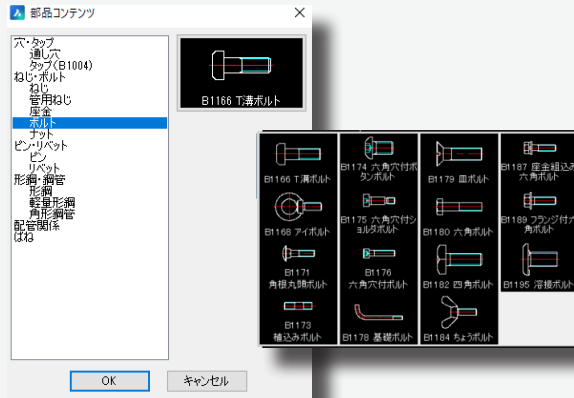 部品コンテンツ
穴・タップ
通し穴
タップ(B1004)
ねじ・ボルト
ねじ
管用ねじ
座金
ボルト
ナット
ピン・リベット
ピン
リベット
形鋼・鋼管
形鋼
軽量形鋼
角形鋼管
配管関係
ばね
B1166 T溝ボルト
OK
キャンセル
B1166 T溝ボルト
B1174 六角穴付ボ
タンボルト
B1179 皿ボルト
B1187 座金組込み
六角ボルト
B1168 アイボルト
B1175 六角穴付シ
ョルダボルト
B1180 六角ボルト
B1189 フランジ付六
角ボルト
B1171
角根丸頭ボルト
B1176
六角穴付ボルト
B1182 四角ボルト
B1195 溶接ボルト
B1173
植込みボルト
B1178 基礎ボルト
B1184 ちょうボルト